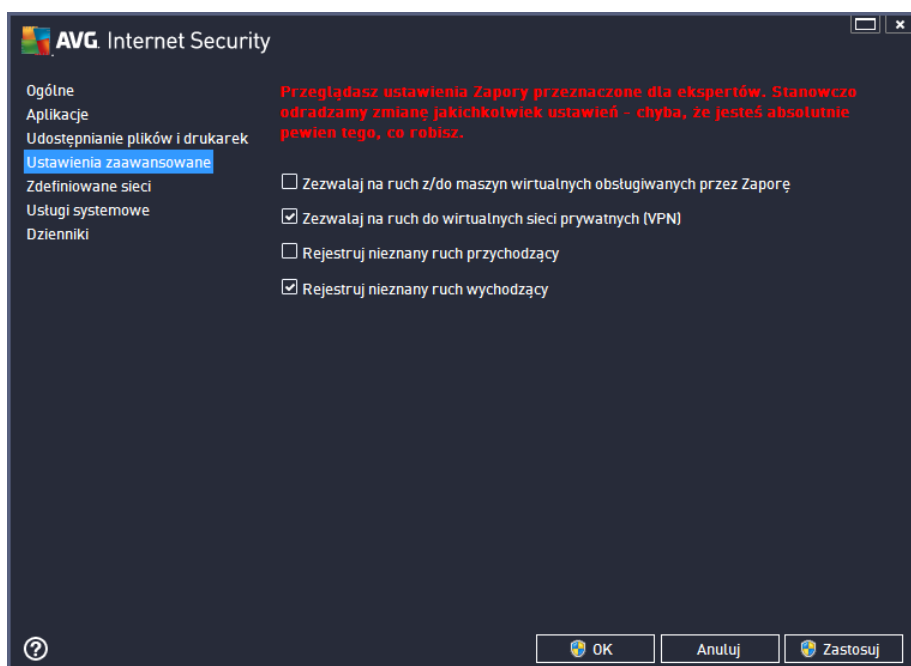 AVG. Internet Security
Ogólne
Aplikacje
Udostępnianie plików i drukarek
Ustawienia zaawansowane
Zdefiniowane sieci
Usługi systemowe
Dzienniki
Przeglądasz ustawienia Zapory przeznaczone dla ekspertów. Stanowczo
odradzamy zmianę jakichkolwiek ustawień - chyba, że jesteś absolutnie
pewien tego, co robisz.
Zezwalaj na ruch z/do maszyn wirtualnych obsługiwanych przez Zaporę
Zezwalaj na ruch do wirtualnych sieci prywatnych (VPN)
Rejestruj nieznany ruch przychodzący
Rejestruj nieznany ruch wychodzący
OK
Anuluj
Zastosuj